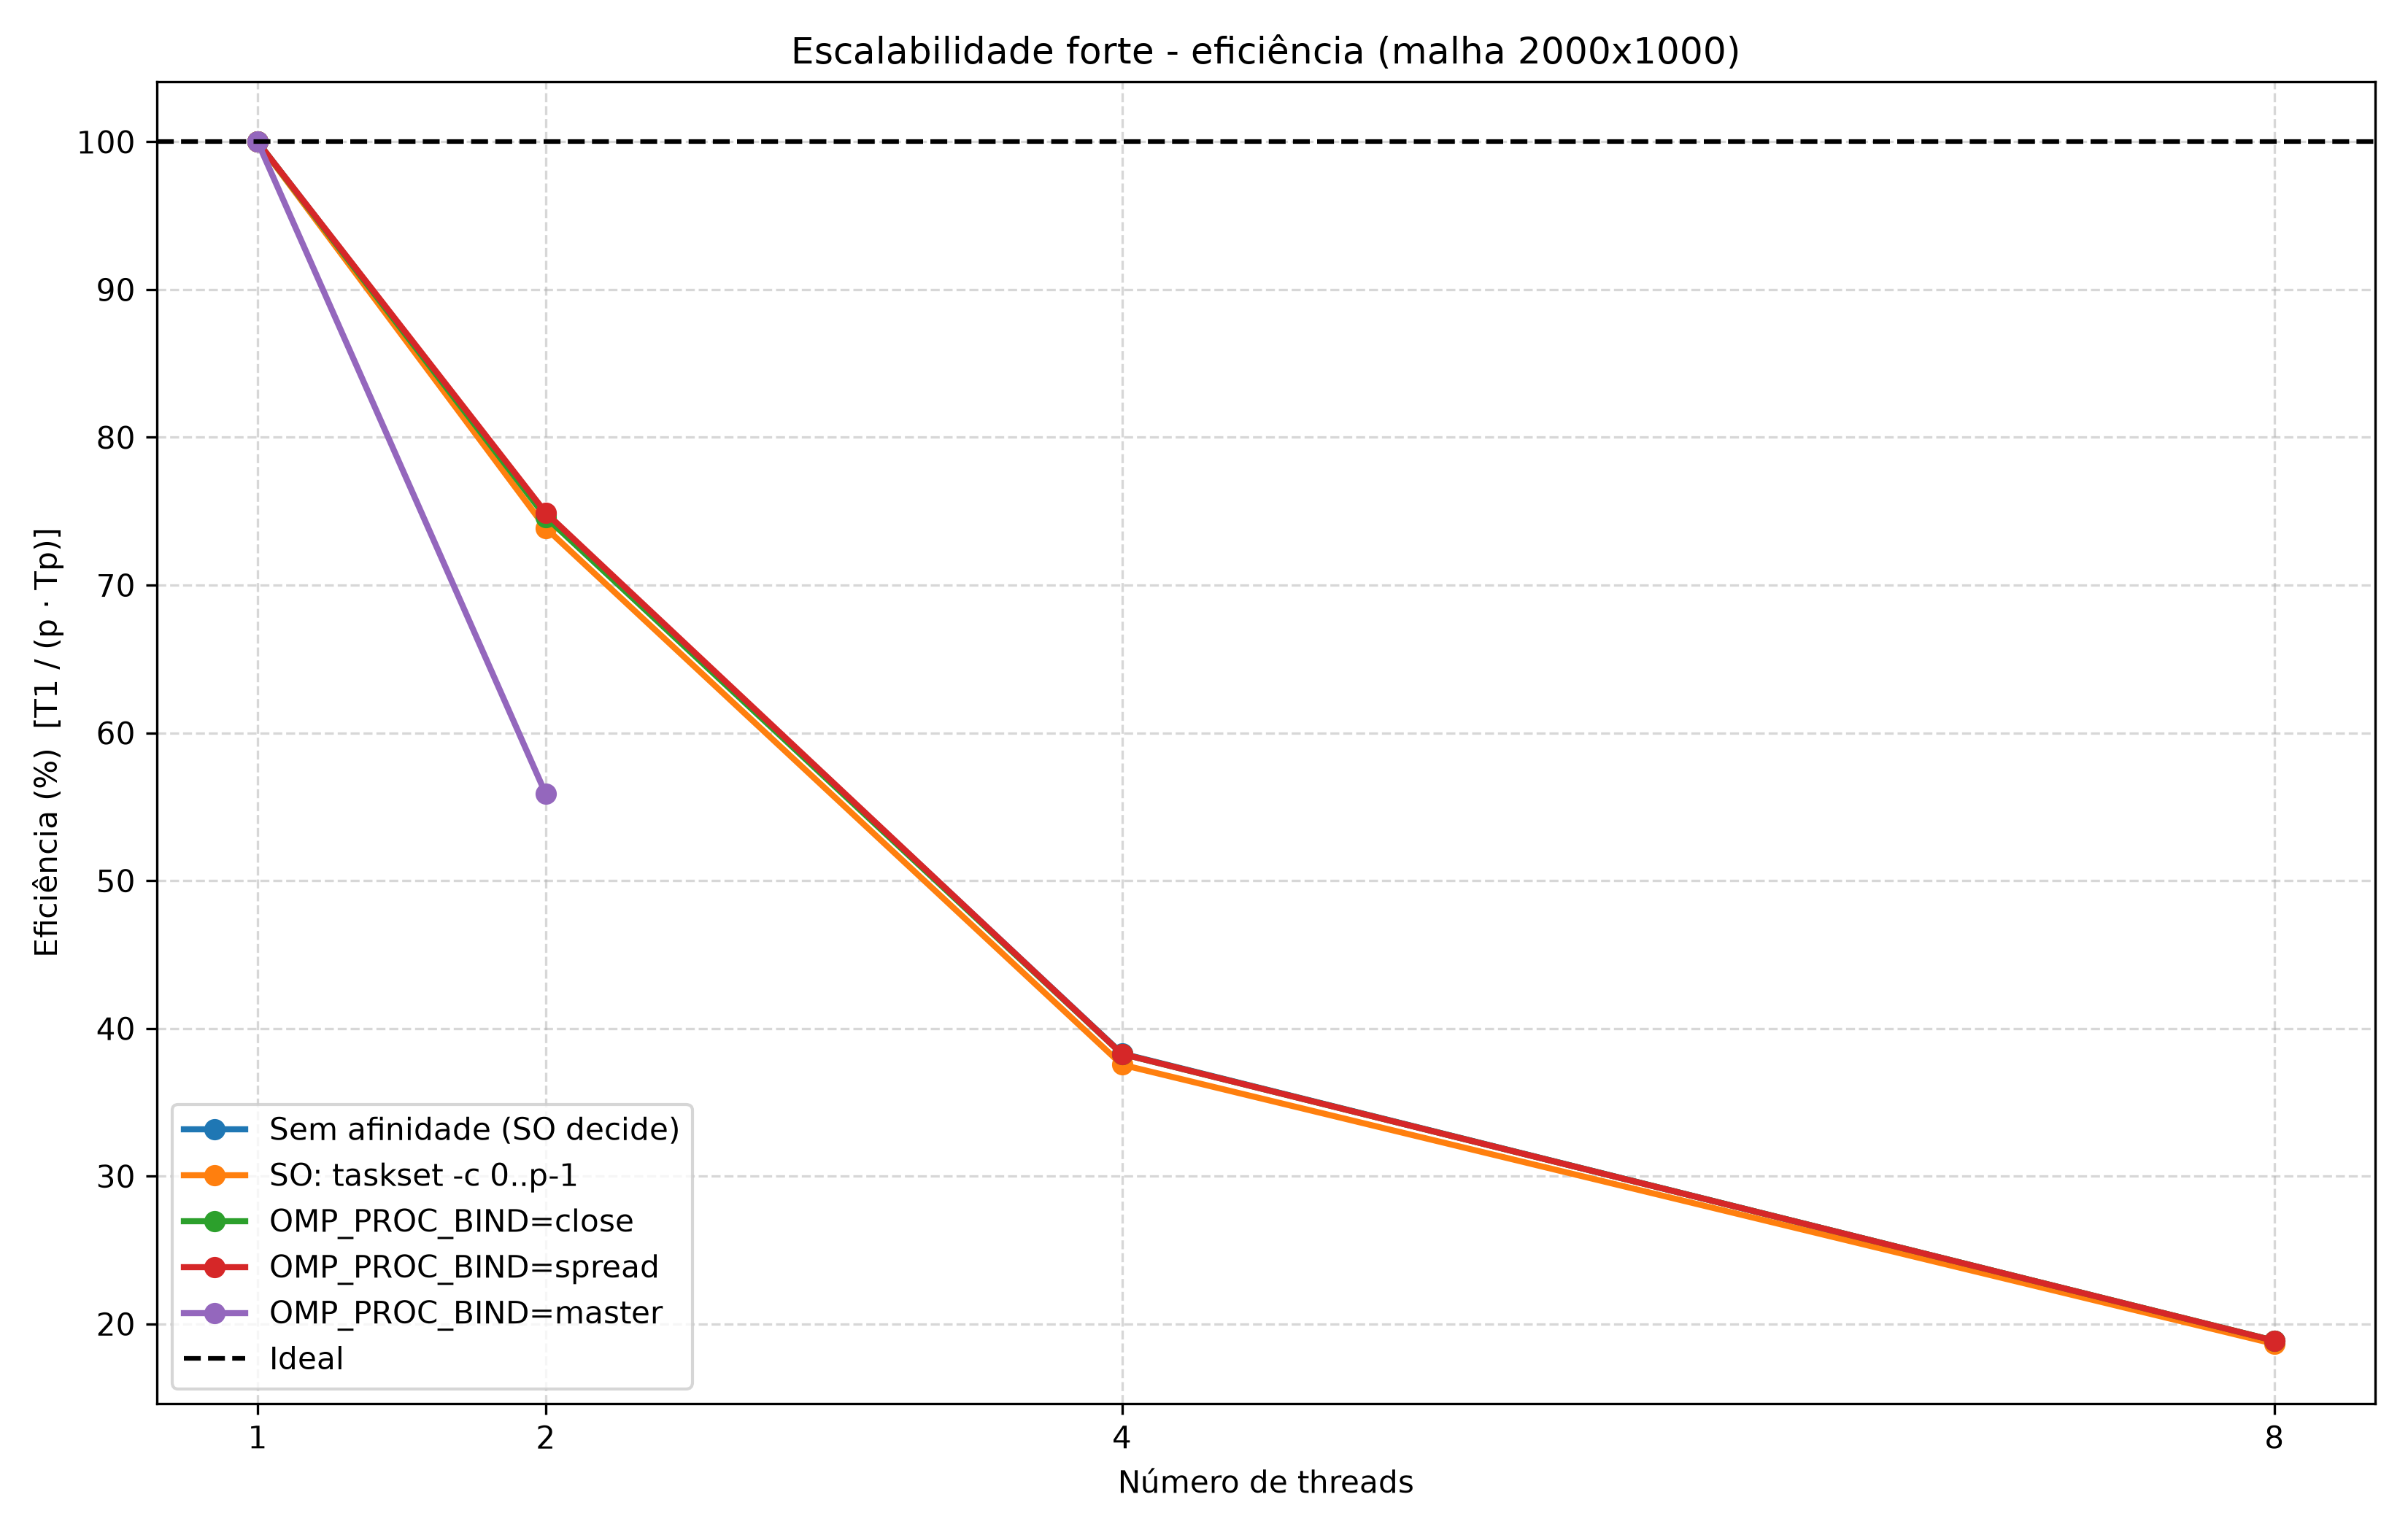 Escalabilidade forte - eficiência (malha 2000x1000)
Eficiência (%)  [T1 / (p · Tp)]
100
90
80
70
60
50
40
30
20
Sem afinidade (SO decide)
SO: taskset -c 0..p-1
OMP_PROC_BIND=close
OMP_PROC_BIND=spread
OMP_PROC_BIND=master
Ideal
1 2 4 8
Número de threads